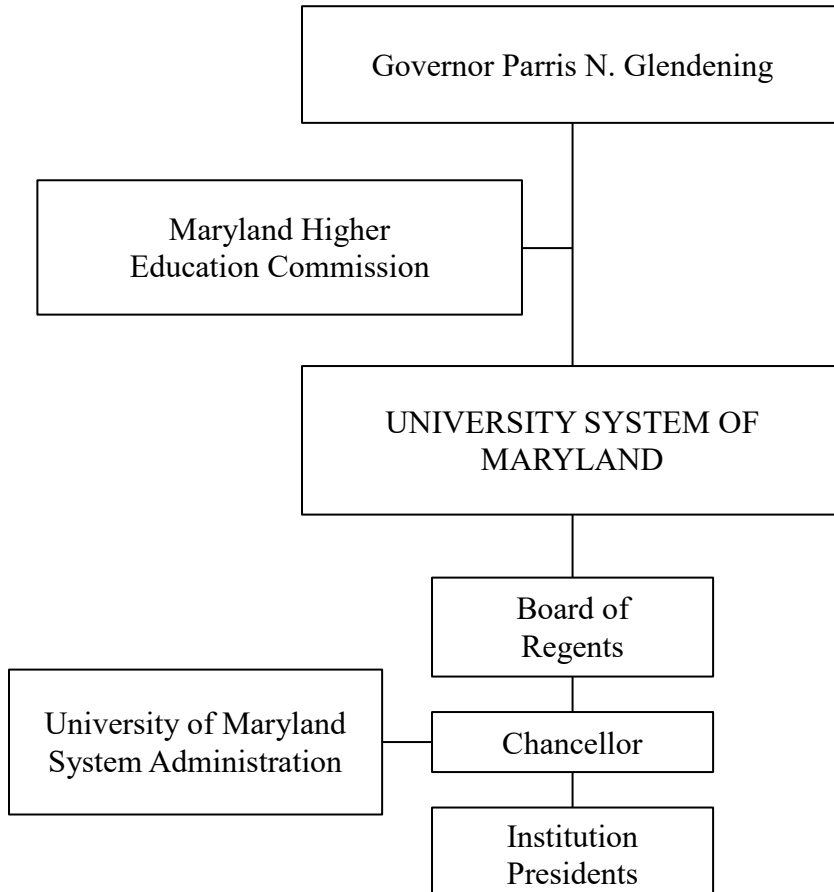 Governor Parris N. Glendening
Maryland Higher
Education Commission
UNIVERSITY SYSTEM OF
MARYLAND
Board of
Regents
University of Maryland
System Administration
Chancellor
Institution
Presidents